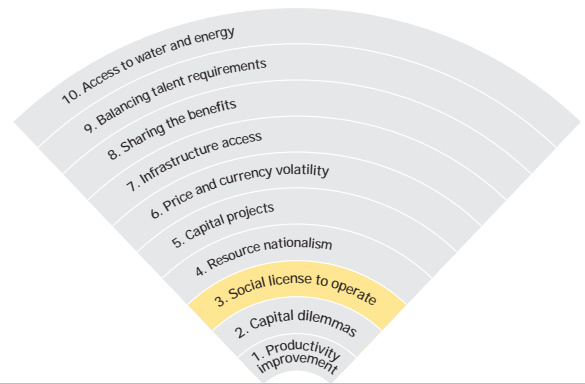 10. Access to water and energy
9. Balancing talent requirements
8. Sharing the benefits
7. Infrastructure access
6. Price and currency volatility
5. Capital projects
4. Resource nationalism
3. Social license to operate
2. Capital dilemmas
1. Productivity
improvement